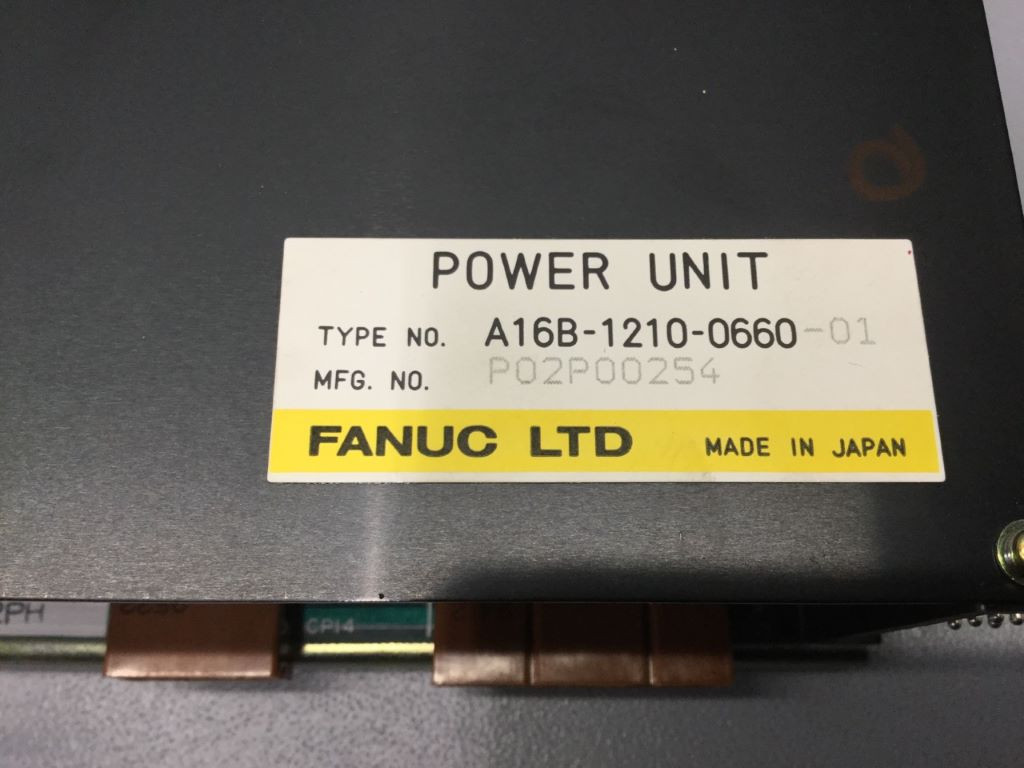 POWER UNIT
TYPE NO. A16B-1210-0660-01
MFG. NO. P02P00254
FANUC LTD MADE IN JAPAN
CP14